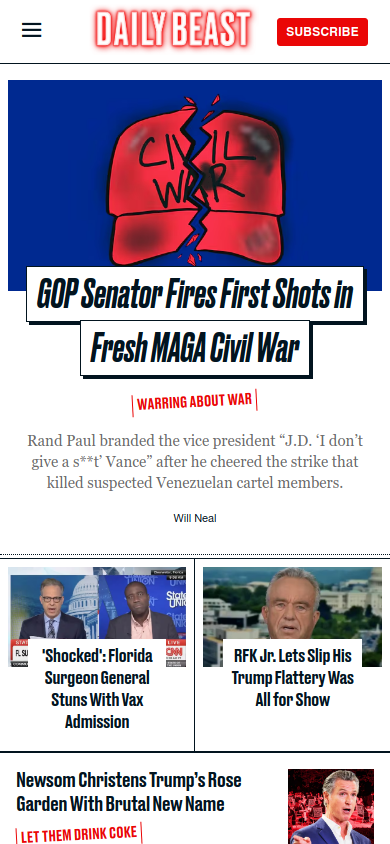 DAILY BEAST
SUBSCRIBE
CIVIL
WAR
GOP Senator Fires First Shots in
Fresh MAGA Civil War
WARRING ABOUT WAR
Rand Paul branded the vice president “J.D. ‘I don’t
give a s**t’ Vance” after he cheered the strike that
killed suspected Venezuelan cartel members.
Will Neal
State
UNION
LIVE
CNN
'Shocked': Florida
Surgeon General
Stuns With Vax
Admission
RFK Jr. Lets Slip His
Trump Flattery Was
All for Show
Newsom Christens Trump’s Rose
Garden With Brutal New Name
LET THEM DRINK COKE